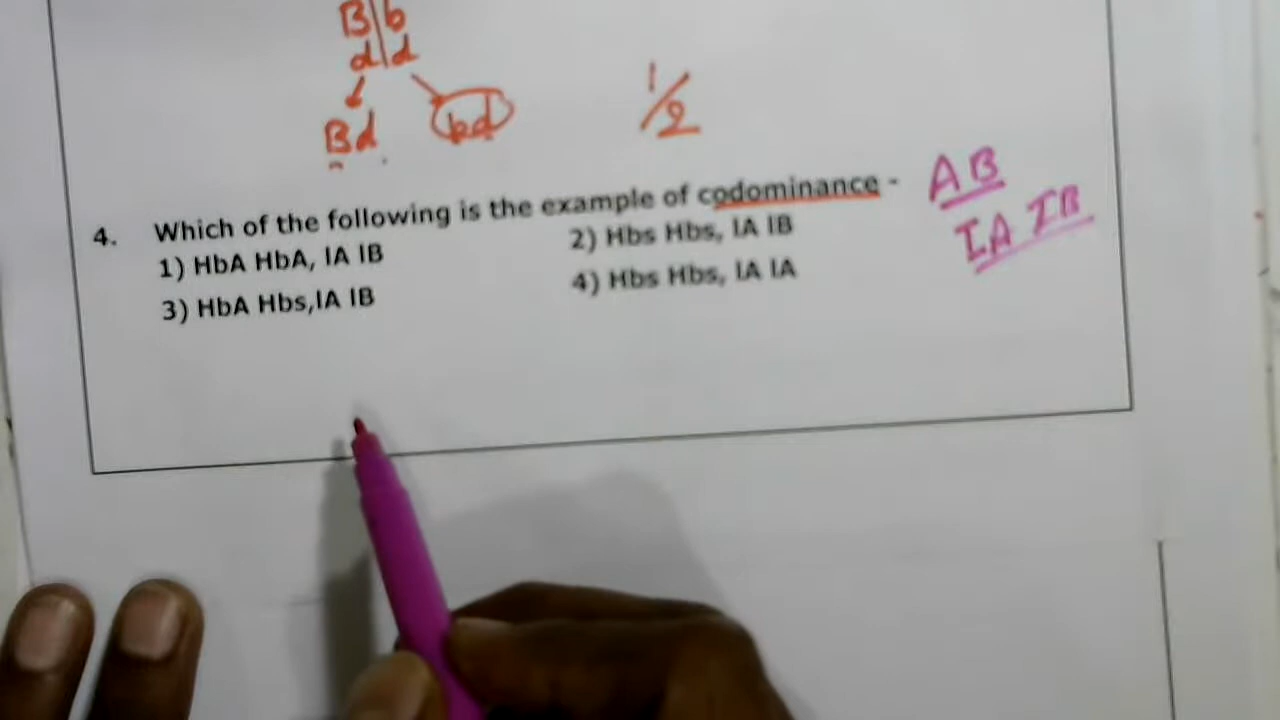 B b
d d
Bd bd
1/2
4. Which of the following is the example of codominance - AB
IA IB
1) HbA HbA, IA IB 2) Hbs Hbs, IA IB
3) HbA Hbs,IA IB 4) Hbs Hbs, IA IA